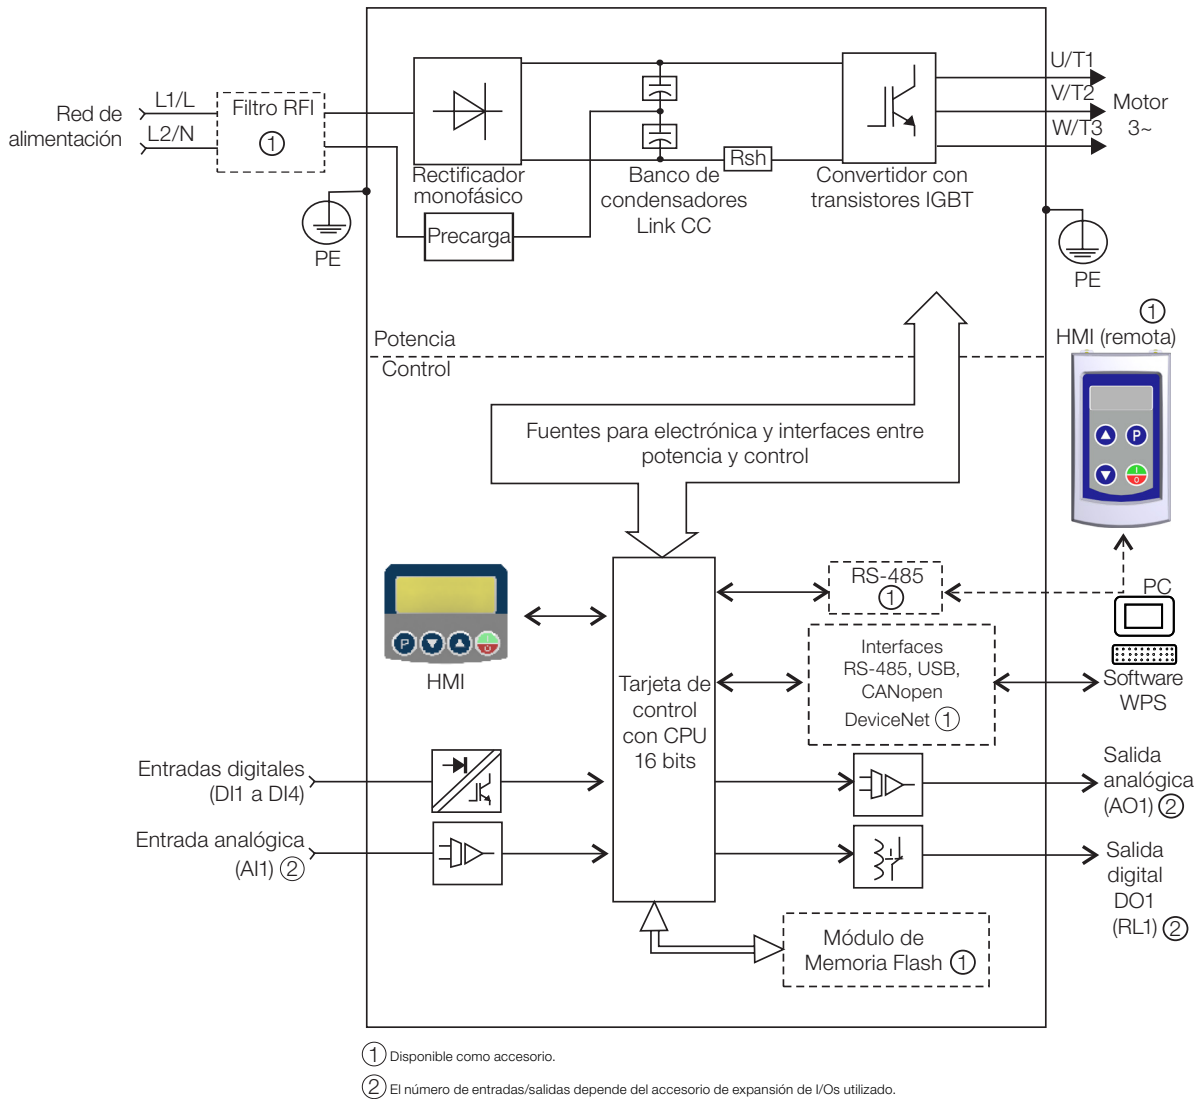 U/T1
V/T2
W/T3
Motor
3~
L1/L
L2/N
Red de
alimentación
Filtro RFI
1
Rectificador
monofásico
Precarga
Banco de
condensadores
Link CC
Rsh
Convertidor con
transistores IGBT
PE
PE
Potencia
Control
1
HMI (remota)
P
I
0
Fuentes para electrónica y interfaces entre
potencia y control
RS-485
1
PC
Software
WPS
Interfaces
RS-485, USB,
CANopen
DeviceNet 1
P
I
0
HMI
Tarjeta de
control
con CPU
16 bits
Entradas digitales
(DI1 a DI4)
Entrada analógica
(AI1) 2
Salida
analógica
(AO1) 2
Salida
digital
DO1
(RL1) 2
Módulo de
Memoria Flash 1
1 Disponible como accesorio.
2 El número de entradas/salidas depende del accesorio de expansión de I/Os utilizado.